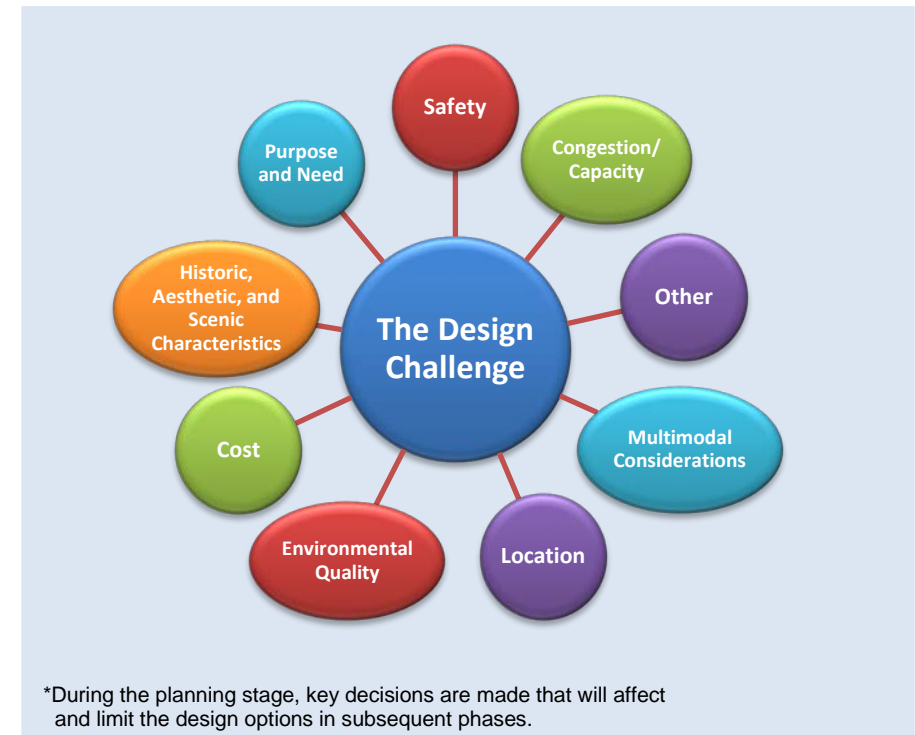 Safety
Congestion/
Capacity
Purpose
and Need
Other
Historic,
Aesthetic, and
Scenic
Characteristics
The Design
Challenge
Multimodal
Considerations
Cost
Location
Environmental
Quality
*During the planning stage, key decisions are made that will affect
and limit the design options in subsequent phases.